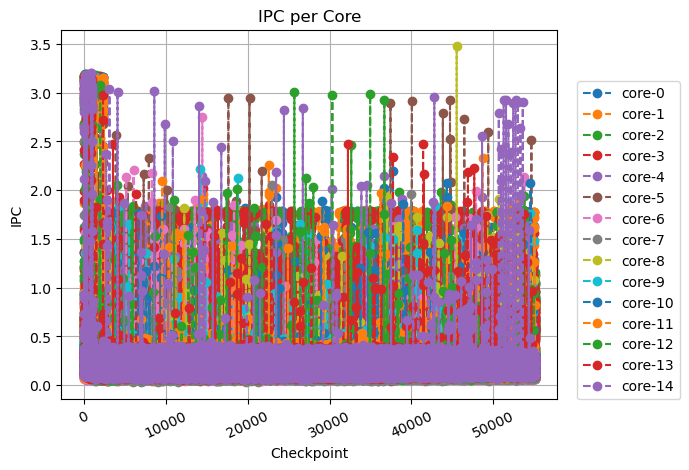 IPC per Core
IPC
3.5
3.0
2.5
2.0
1.5
1.0
0.5
0.0
0
10000
20000
30000
40000
50000
Checkpoint
core-0
core-1
core-2
core-3
core-4
core-5
core-6
core-7
core-8
core-9
core-10
core-11
core-12
core-13
core-14